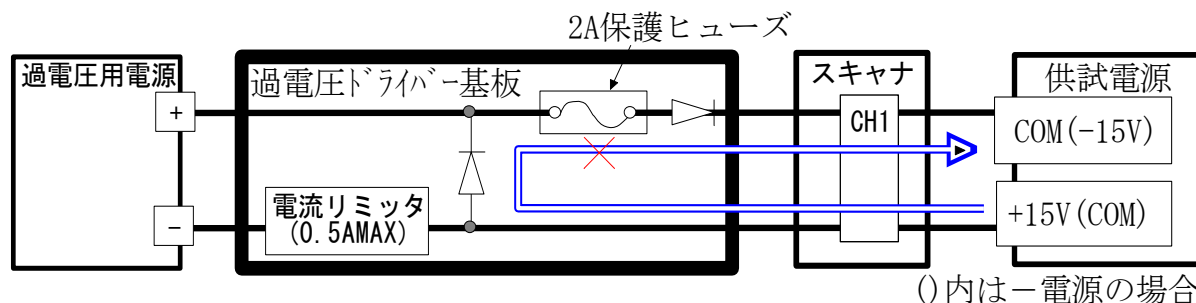 2A保護ヒューズ
過電圧用電源
+
-
過電圧ドライバー基板
電流リミッタ
(0.5AMAX)
スキャナ
CH1
供試電源
COM(-15V)
+15V(COM)
()内は－電源の場合